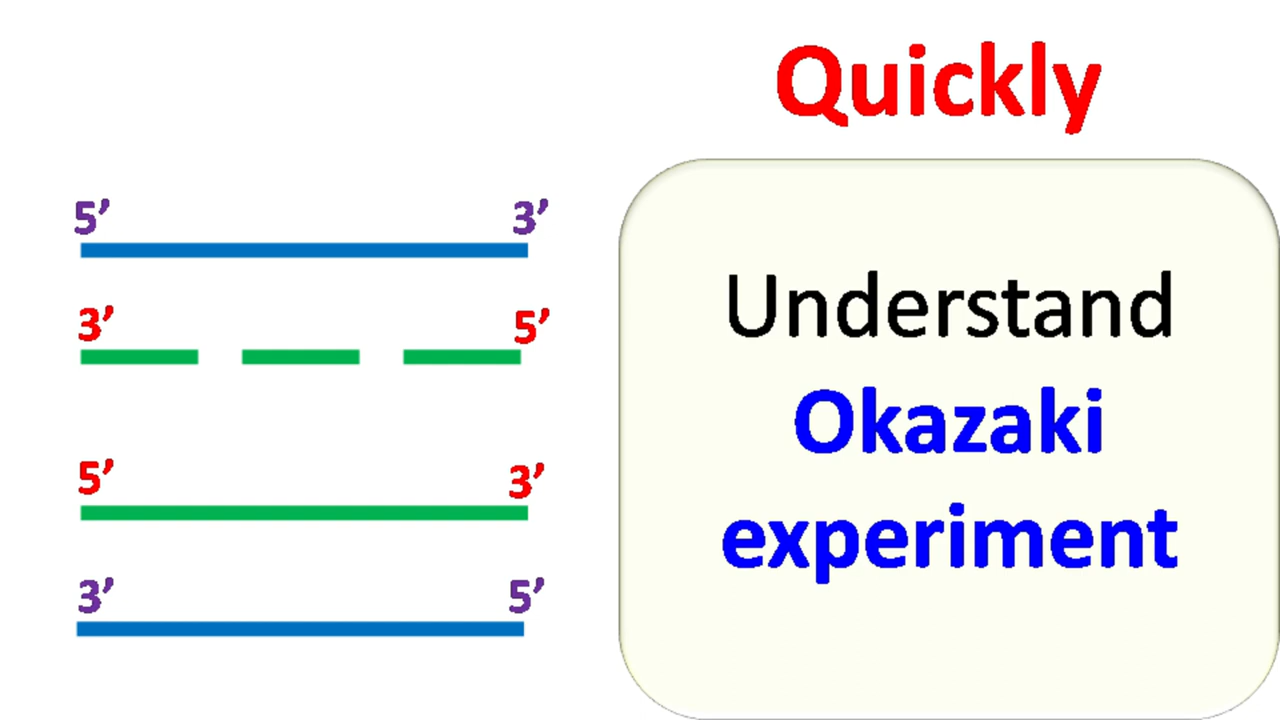 Quickly
5’ 3’
3’ 5’
5’ 3’
3’ 5’
Understand
Okazaki
experiment